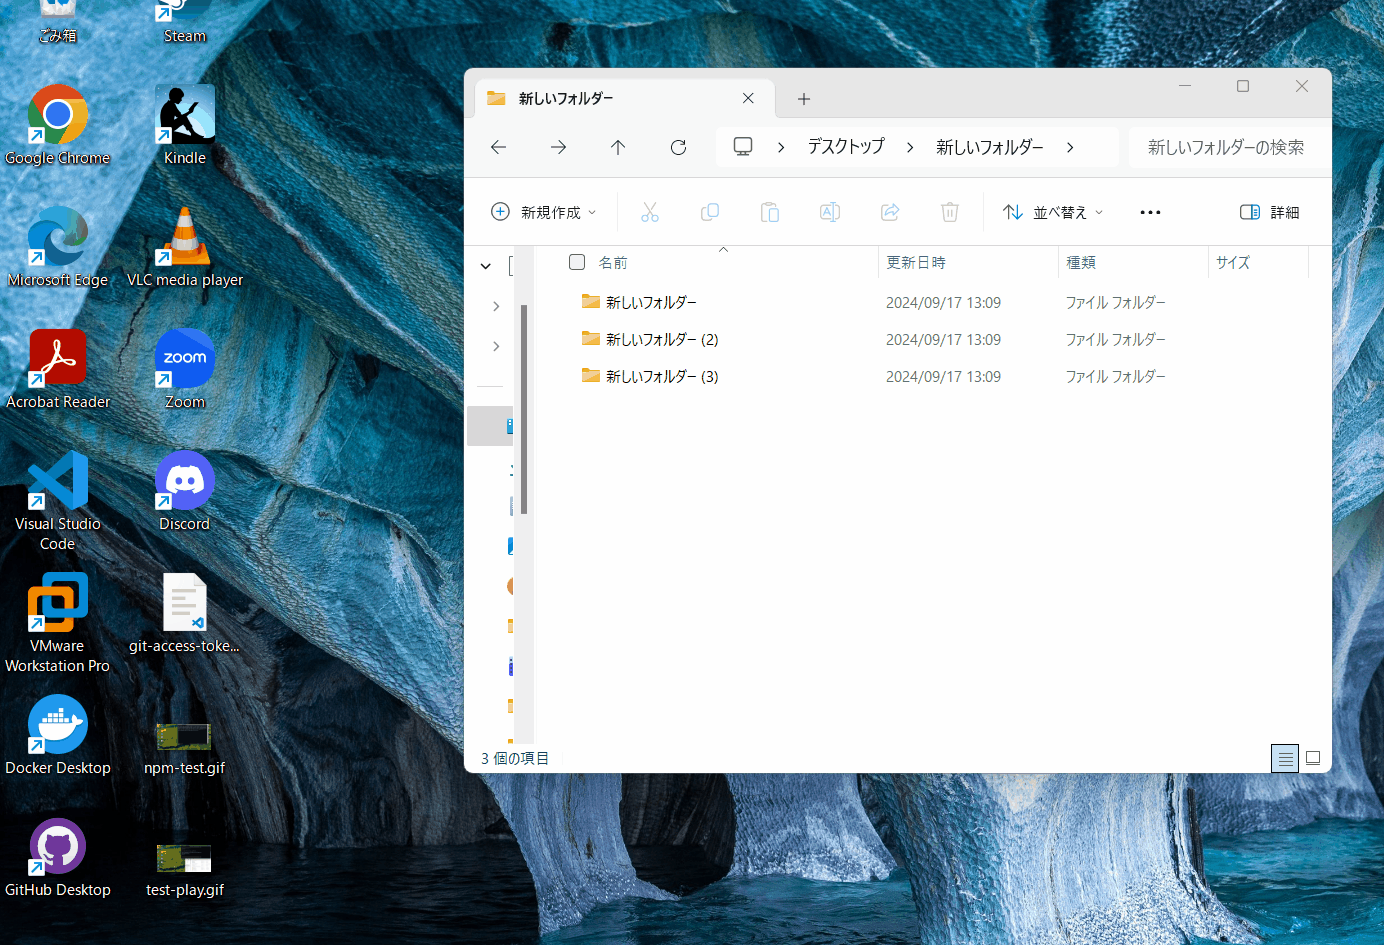 ごみ箱
Steam
Google Chrome
Kindle
Microsoft Edge
VLC media player
Acrobat Reader
zoom
Zoom
Visual Studio
Code
Discord
VMware
Workstation Pro
git-access-toke...
Docker Desktop
npm-test.gif
GitHub Desktop
test-play.gif
新しいフォルダー
デスクトップ
新しいフォルダー
新しいフォルダーの検索
新規作成
並べ替え
詳細
名前
更新日時
種類
サイズ
新しいフォルダー 2024/09/17 13:09 ファイル フォルダー
新しいフォルダー (2) 2024/09/17 13:09 ファイル フォルダー
新しいフォルダー (3) 2024/09/17 13:09 ファイル フォルダー
3 個の項目